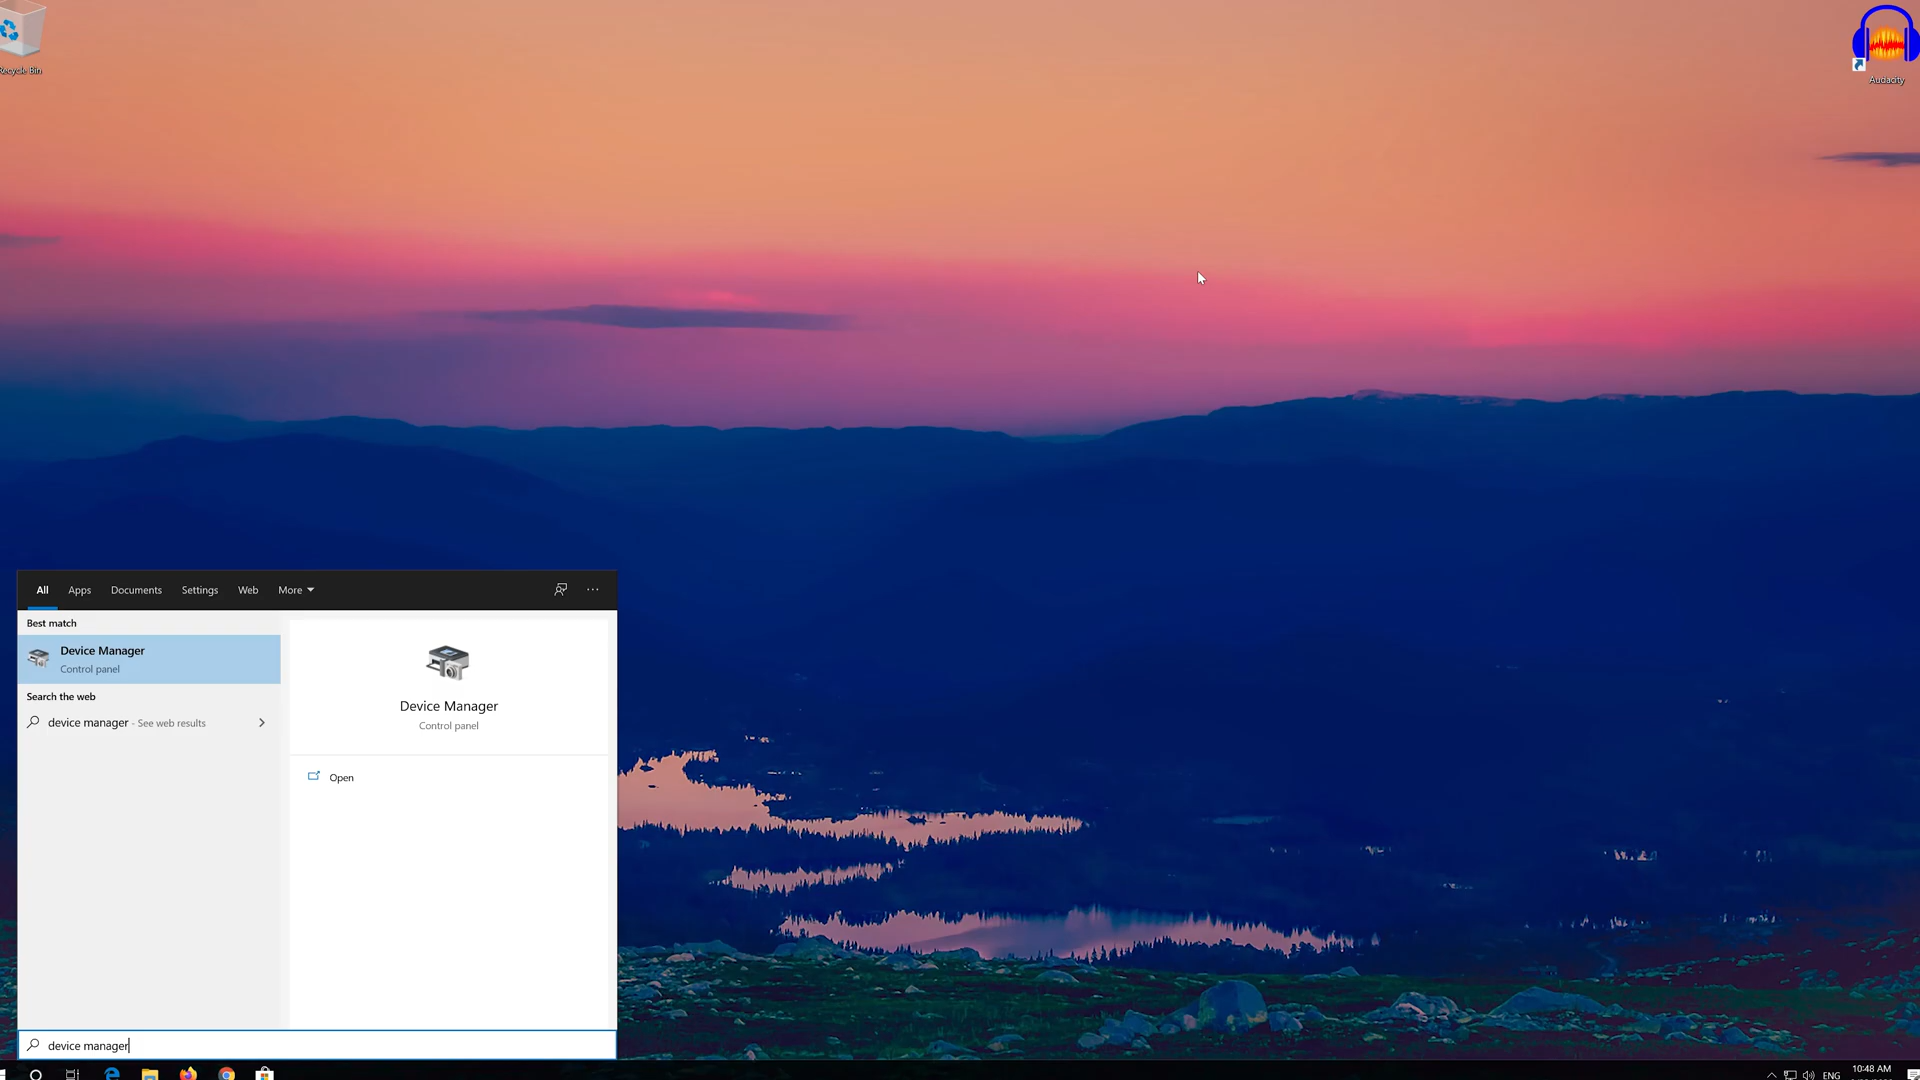 Recycle Bin
Audacity
All Apps Documents Settings Web More
Best match
Device Manager
Control panel
Search the web
device manager - See web results
Device Manager
Control panel
Open
device manager
ENG
10:48 AM